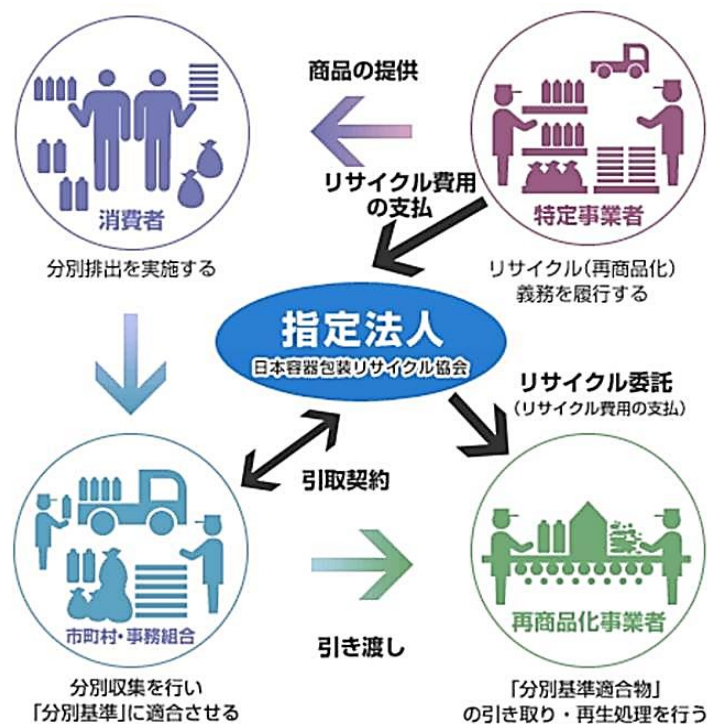 商品の提供
消費者
分別排出を実施する
特定事業者
リサイクル(再商品化)
義務を履行する
リサイクル費用
の支払
指定法人
日本容器包装リサイクル協会
リサイクル委託
(リサイクル費用の支払)
引取契約
市町村・事務組合
分別収集を行い
「分別基準」に適合させる
引き渡し
再商品化事業者
「分別基準適合物」
の引き取り・再生処理を行う